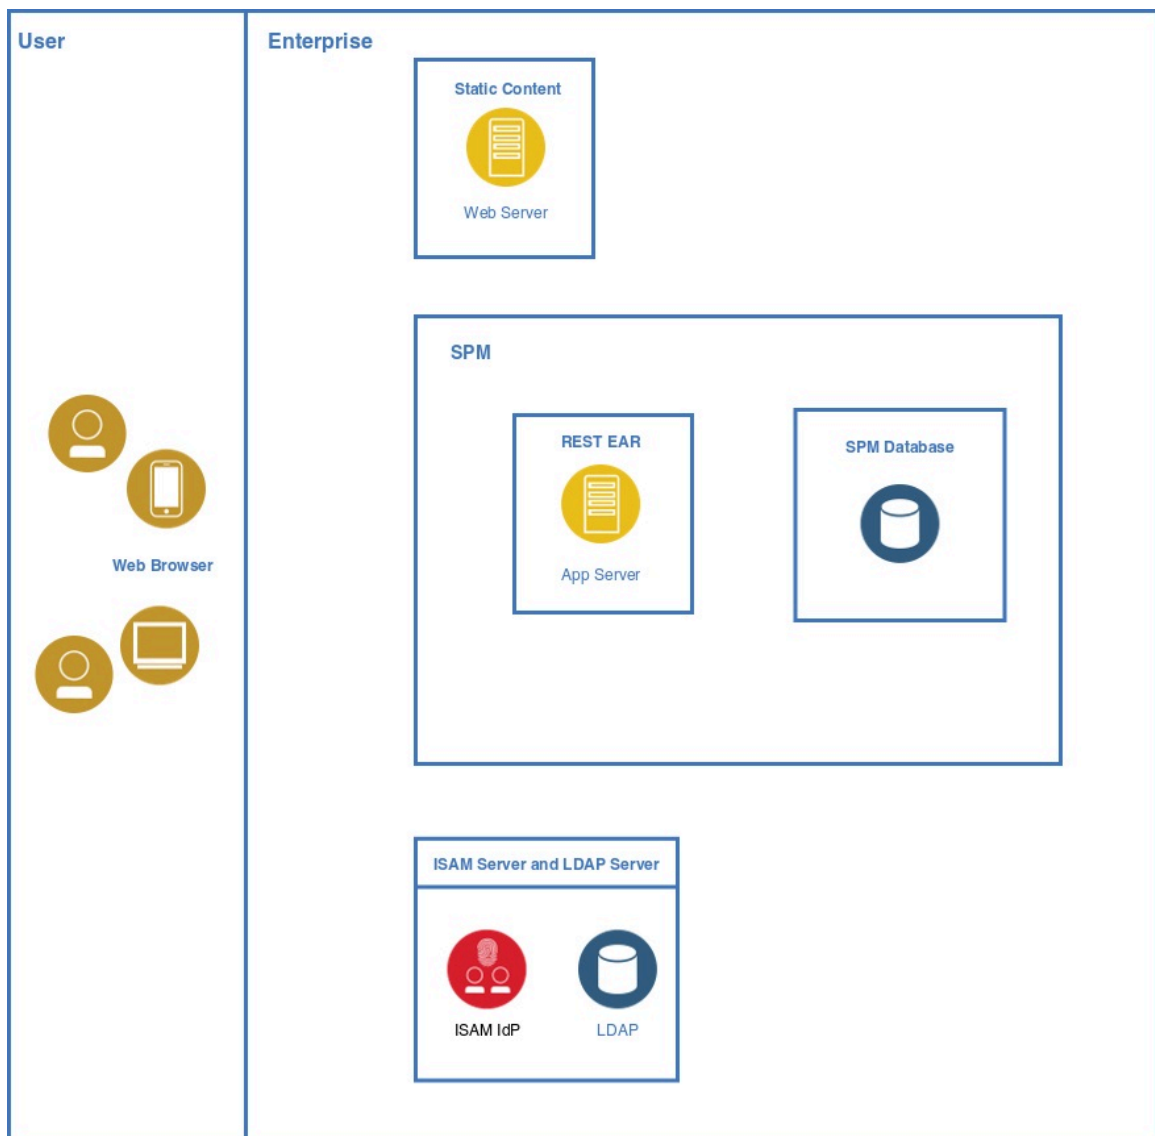 User
Enterprise
Static Content
Web Server
SPM
REST EAR
App Server
SPM Database
Web Browser
ISAM Server and LDAP Server
ISAM IdP
LDAP